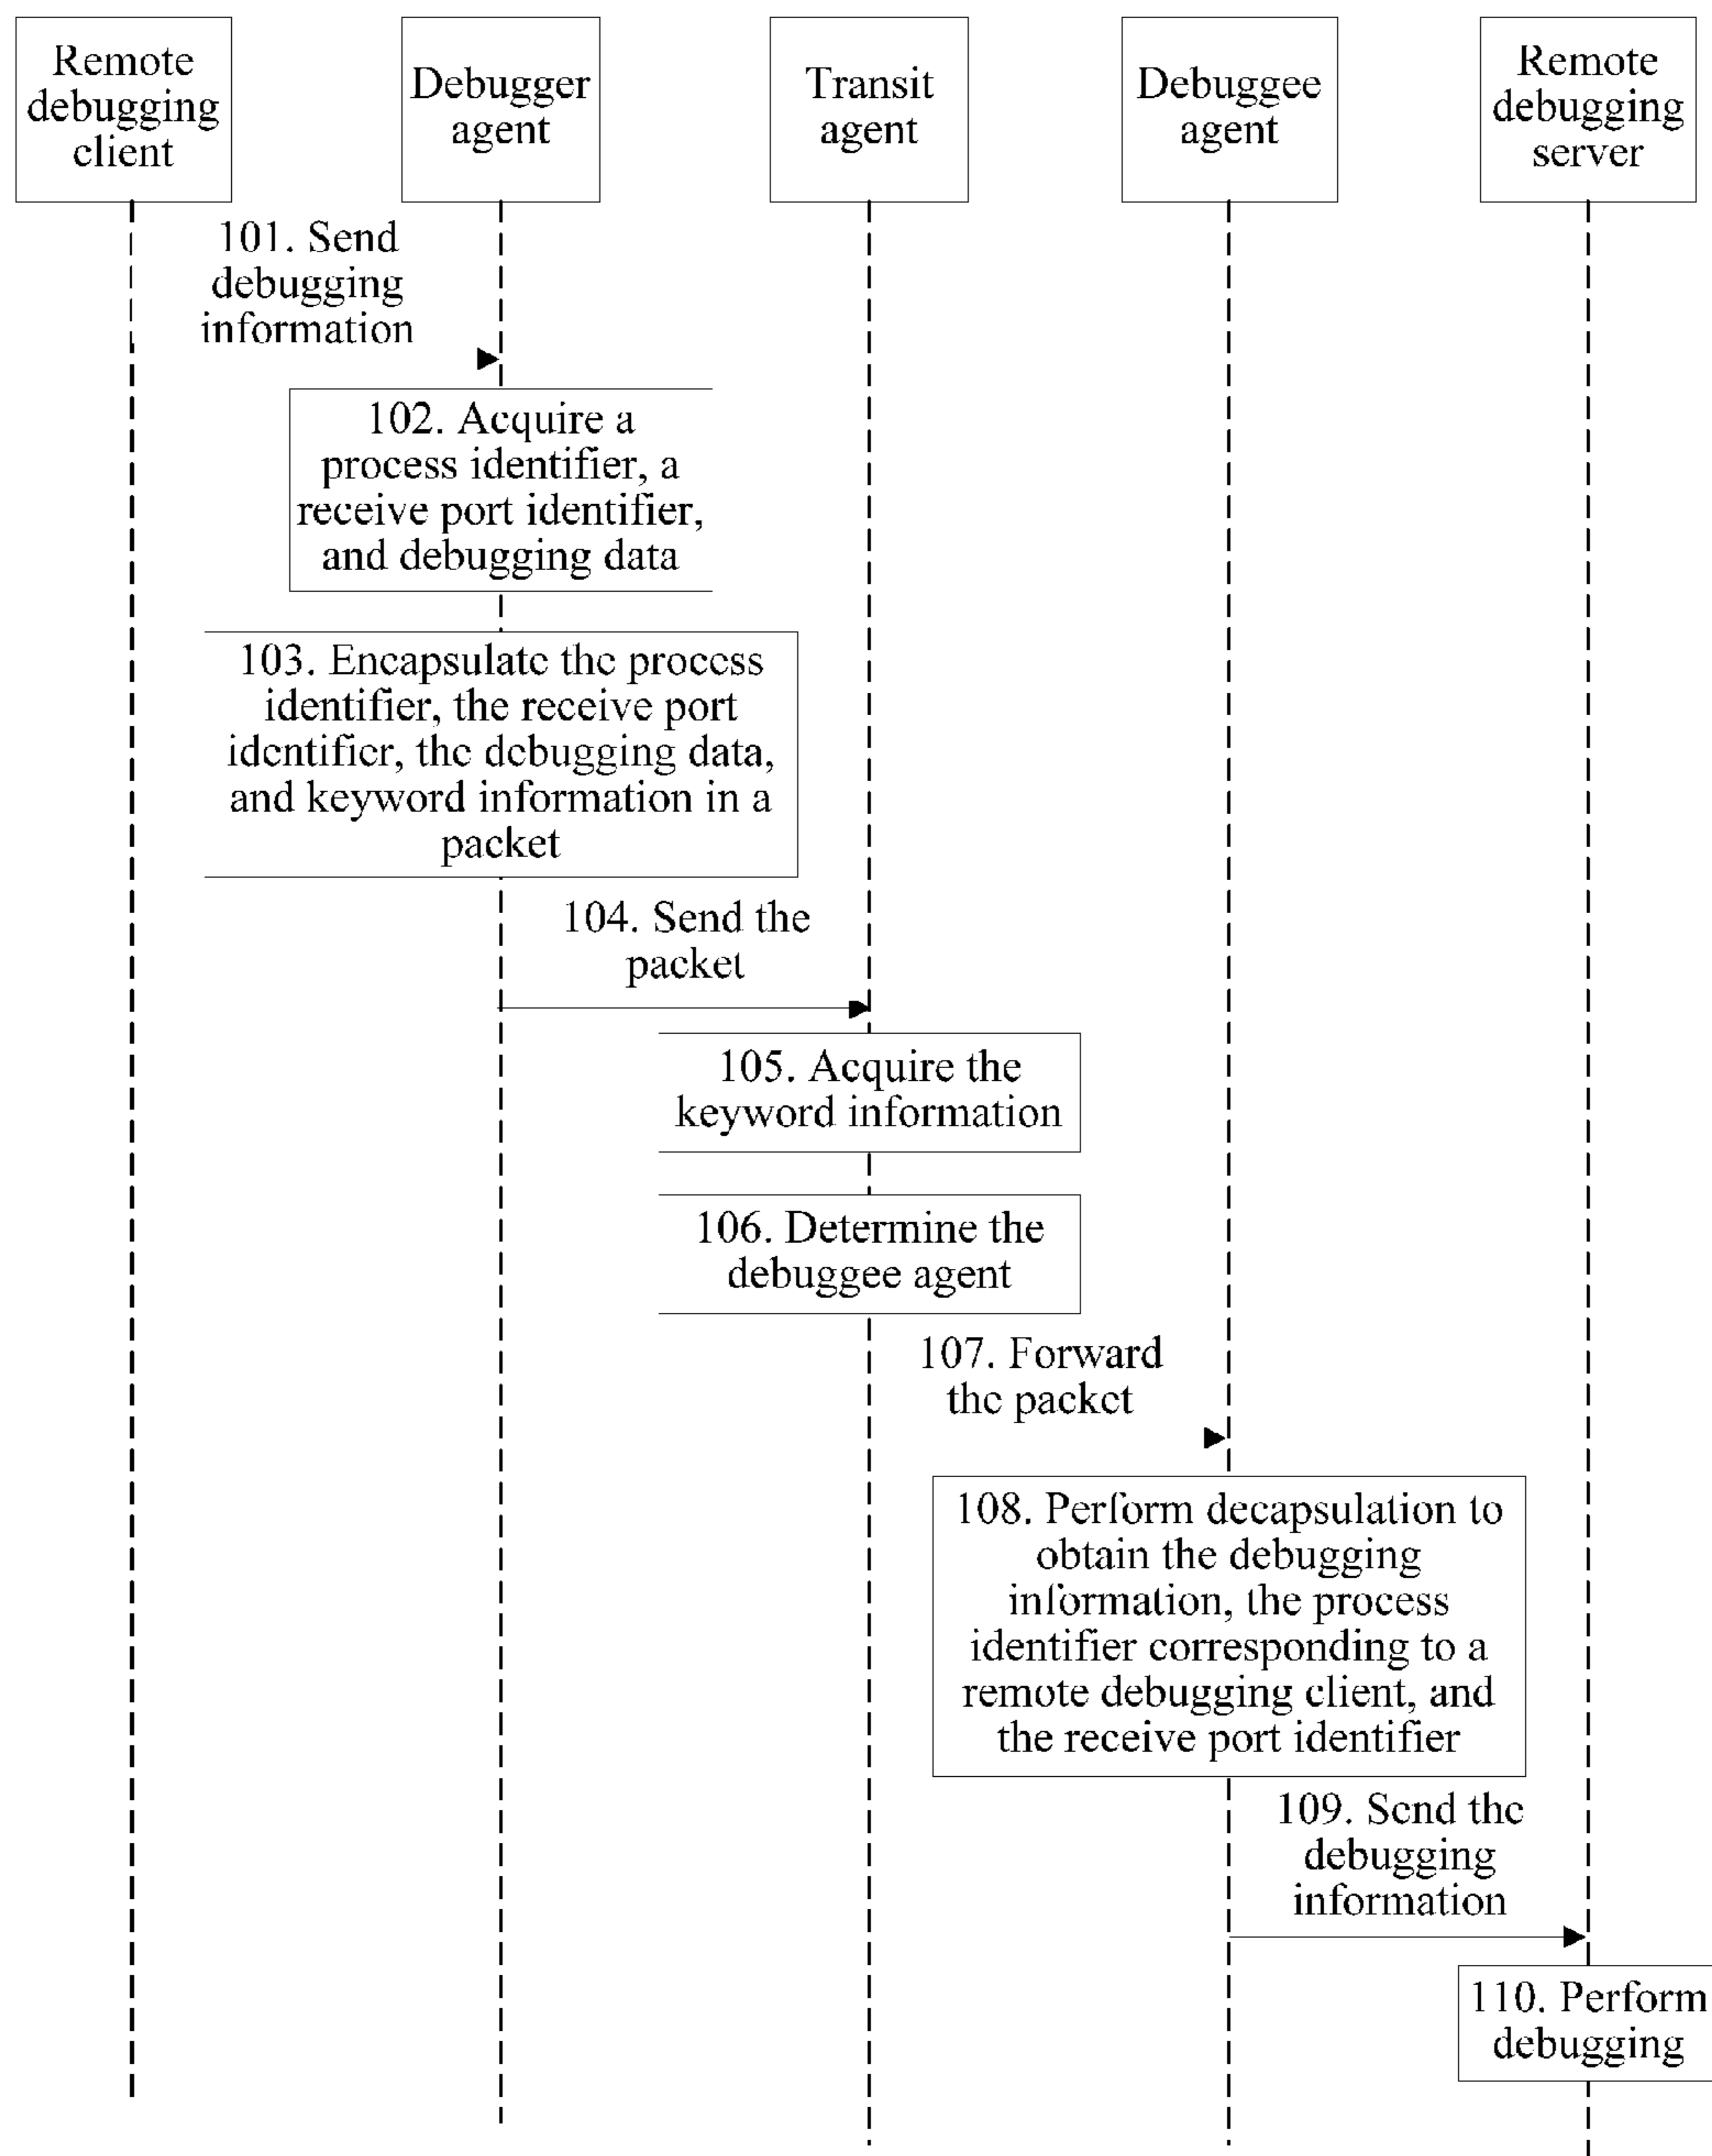 Remote
debugging
client
Debugger
agent
Transit
agent
Debuggee
agent
Remote
debugging
server
101. Send
debugging
information
102. Acquire a
process identifier, a
receive port identifier,
and debugging data
103. Encapsulate the process
identifier, the receive port
identifier, the debugging data,
and keyword information in a
packet
104. Send the
packet
105. Acquire the
keyword information
106. Determine the
debuggee agent
107. Forward
the packet
108. Perform decapsulation to
obtain the debugging
information, the process
identifier corresponding to a
remote debugging client, and
the receive port identifier
109. Send the
debugging
information
110. Perform
debugging